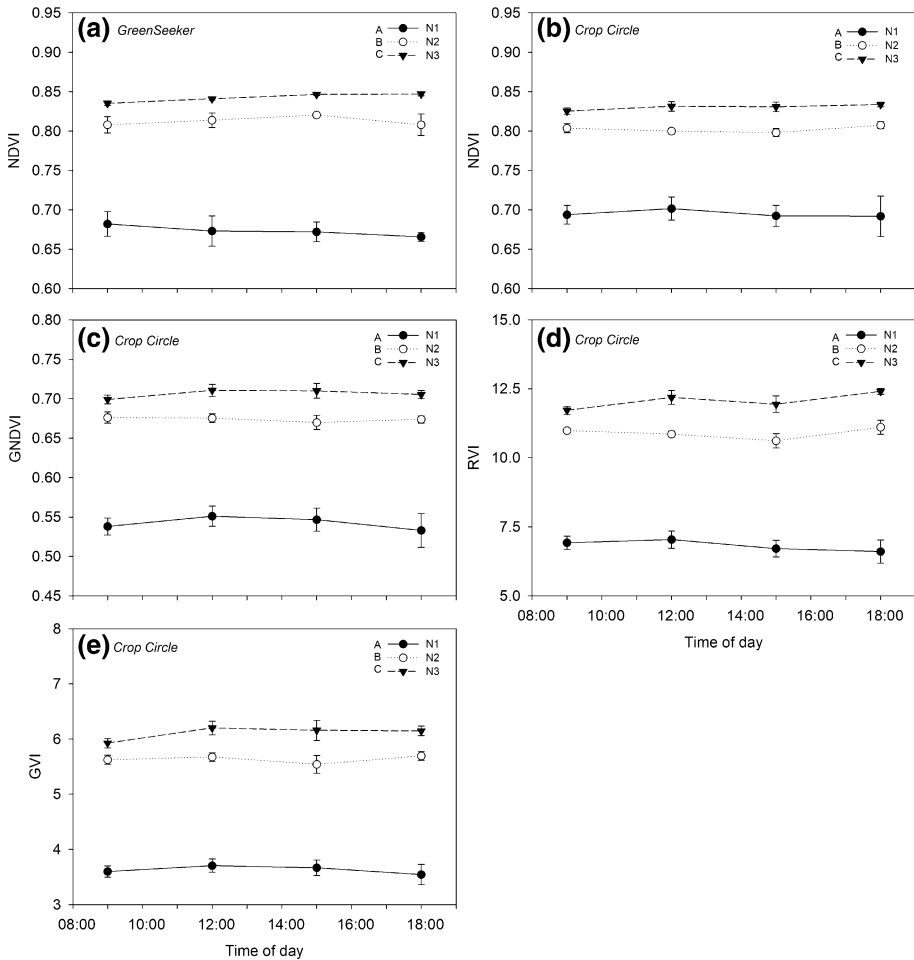 (a) GreenSeeker
A N1
B N2
C N3
0.95
0.90
0.85
0.80
0.75
0.70
0.65
0.60
NDVI
(b) Crop Circle
A N1
B N2
C N3
0.95
0.90
0.85
0.80
0.75
0.70
0.65
0.60
NDVI
(c) Crop Circle
A N1
B N2
C N3
0.80
0.75
0.70
0.65
0.60
0.55
0.50
0.45
GNDVI
(d) Crop Circle
A N1
B N2
C N3
15.0
12.5
10.0
7.5
5.0
RVI
08:00 10:00 12:00 14:00 16:00 18:00
Time of day
(e) Crop Circle
A N1
B N2
C N3
8
7
6
5
4
3
GVI
08:00 10:00 12:00 14:00 16:00 18:00
Time of day